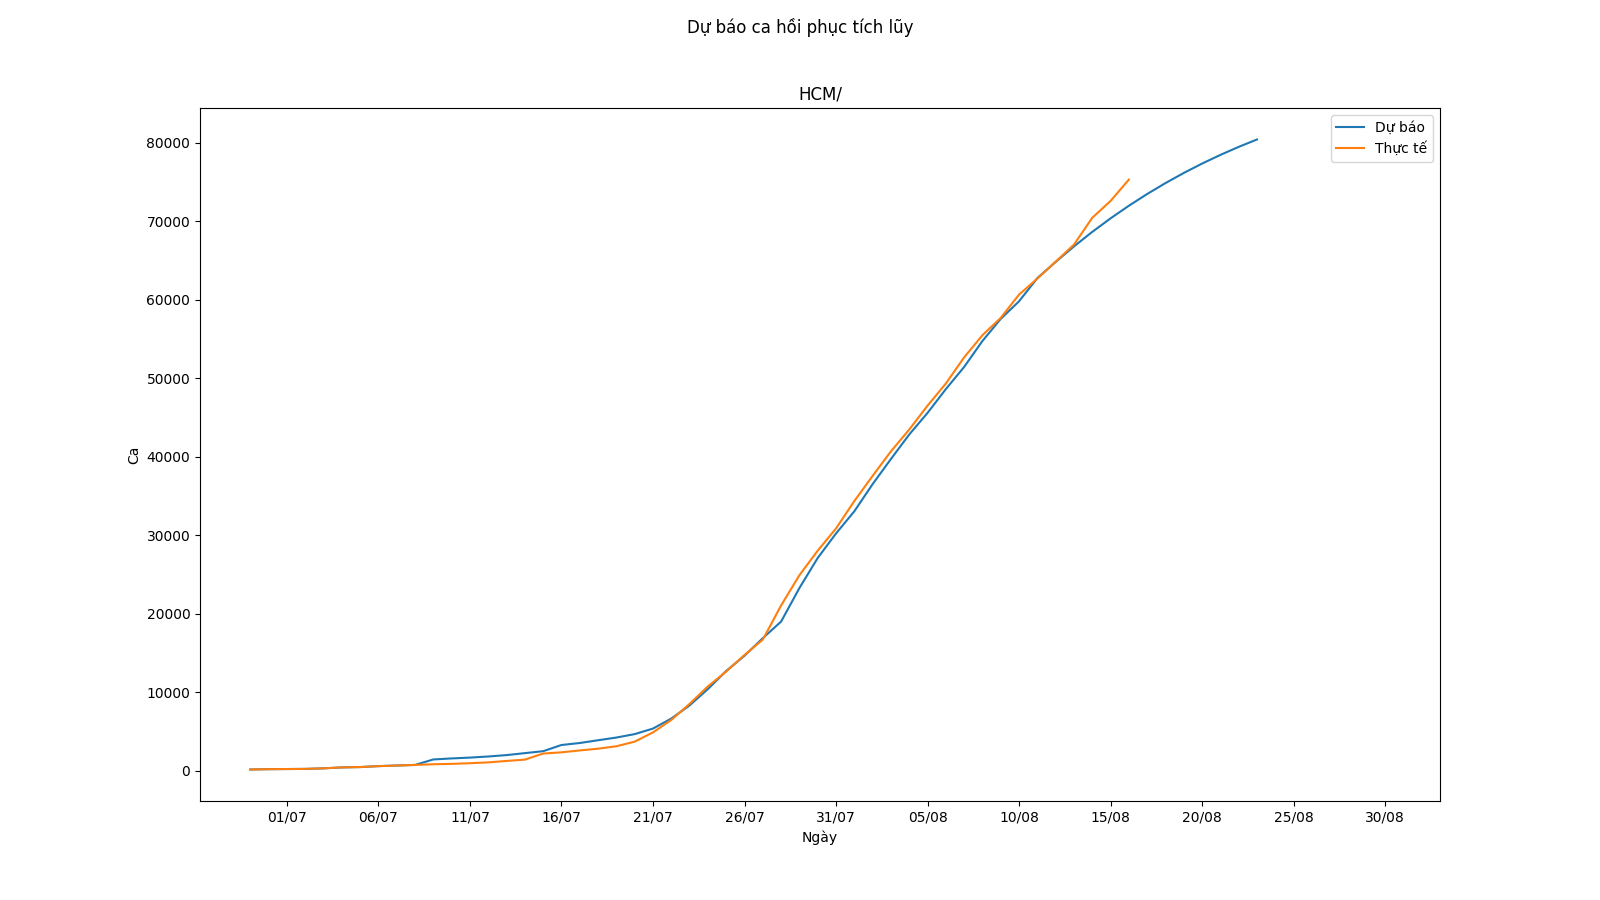 Dự báo ca hồi phục tích lũy
HCM/
Dự báo
Thực tế
80000
70000
60000
50000
40000
30000
20000
10000
0
Ca
01/07 06/07 11/07 16/07 21/07 26/07 31/07 05/08 10/08 15/08 20/08 25/08 30/08
Ngày